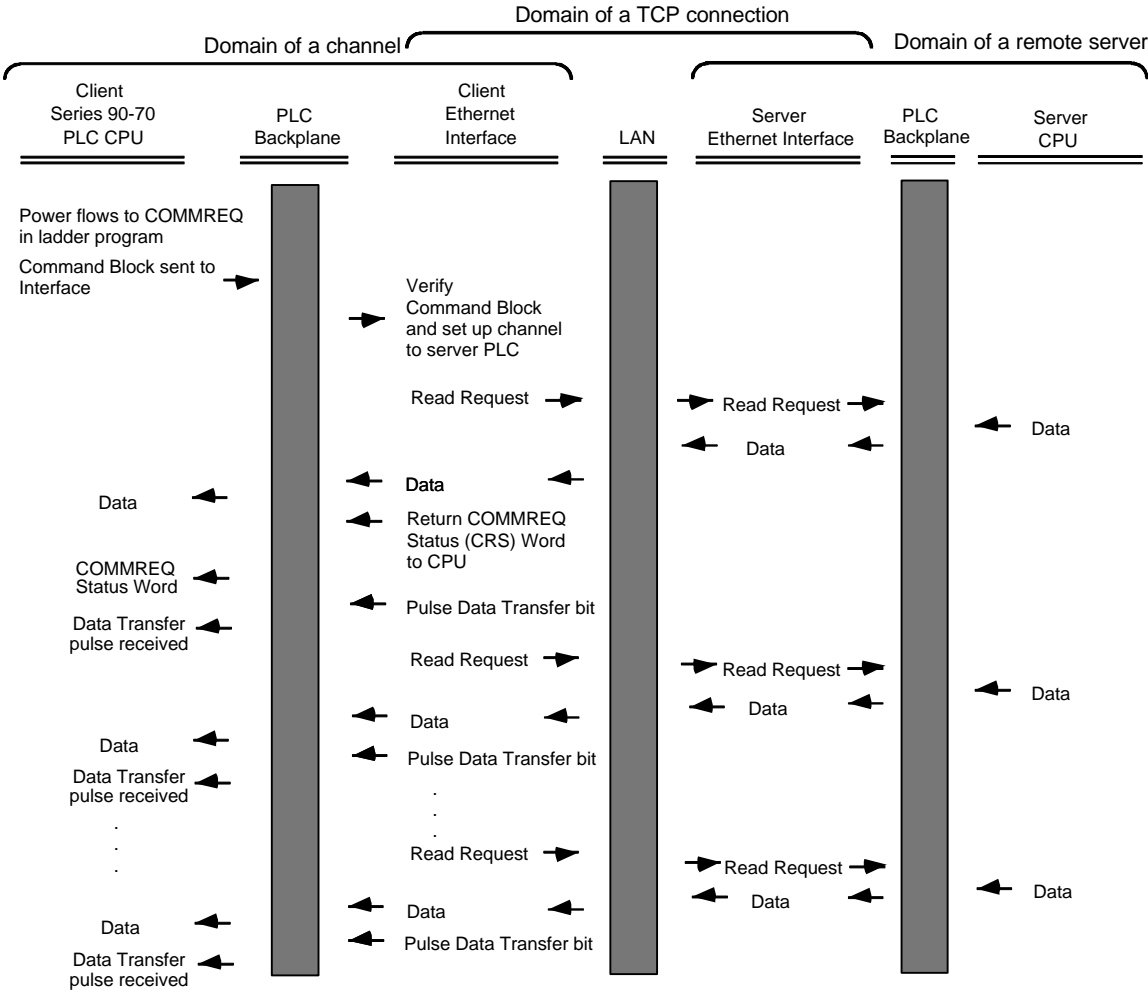 Domain of a TCP connection
Domain of a channel
Domain of a remote server
Client
Series 90-70
PLC CPU
PLC
Backplane
Client
Ethernet
Interface
LAN
Server
Ethernet Interface
PLC
Backplane
Server
CPU
Power flows to COMMREQ
in ladder program
Command Block sent to
Interface
Verify
Command Block
and set up channel
to server PLC
Read Request
Read Request
Data
Data
Data
Data
Return COMMREQ
Status (CRS) Word
to CPU
COMMREQ
Status Word
Pulse Data Transfer bit
Data Transfer
pulse received
Read Request
Read Request
Data
Data
Data
Data
Pulse Data Transfer bit
Data Transfer
pulse received
.
.
.
.
.
.
Read Request
Read Request
Data
Data
Data
Data
Pulse Data Transfer bit
Data Transfer
pulse received